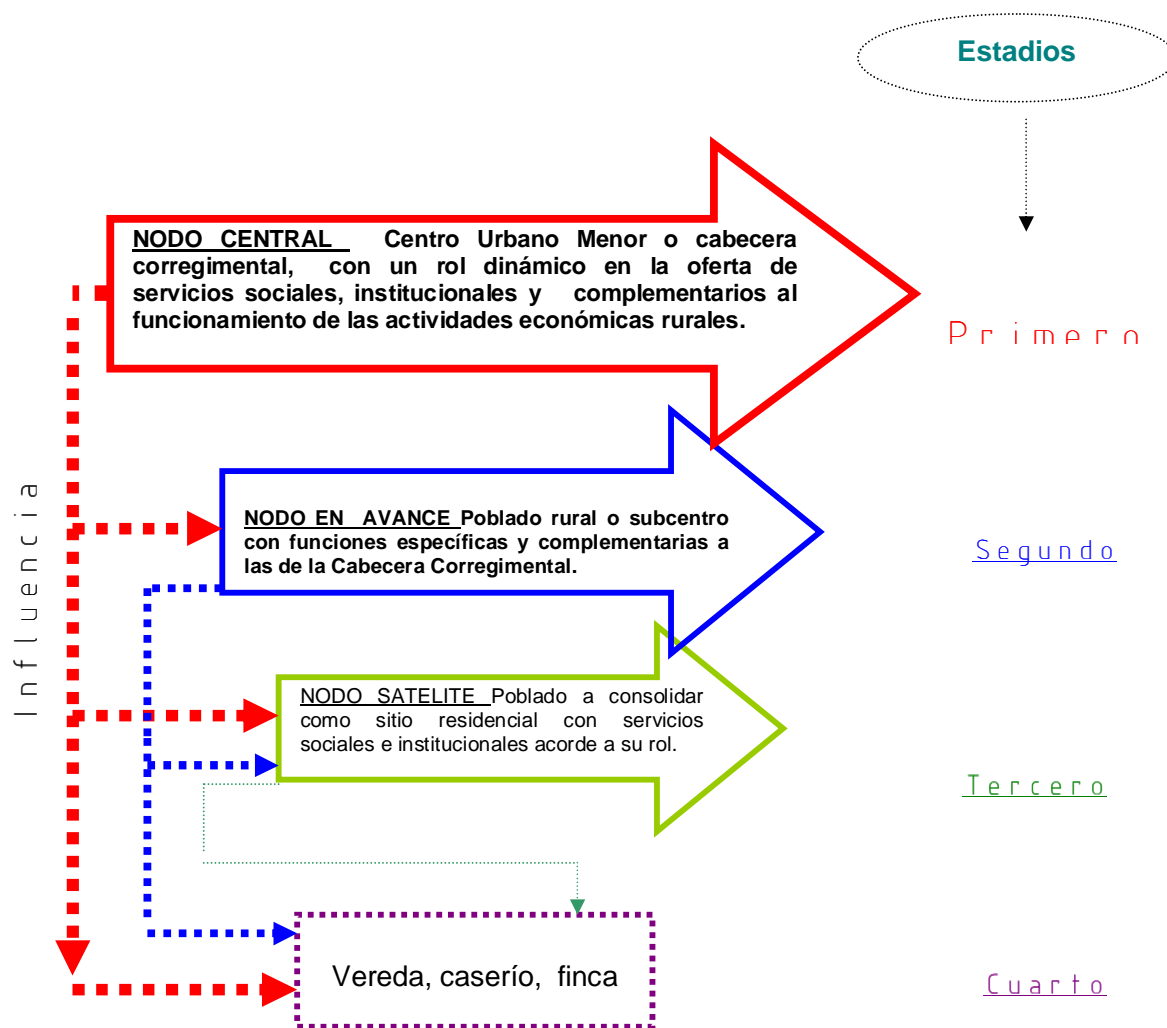 Estadios
NODO CENTRAL Centro Urbano Menor o cabecera
corregimental, con un rol dinámico en la oferta de
servicios sociales, institucionales y complementarios al
funcionamiento de las actividades económicas rurales.
Primero
Influencia
NODO EN AVANCE Poblado rural o subcentro
con funciones específicas y complementarias a
las de la Cabecera Corregimental.
Segundo
NODO SATELITE Poblado a consolidar
como sitio residencial con servicios
sociales e institucionales acorde a su rol.
Tercero
Vereda, caserío, finca
Cuarto